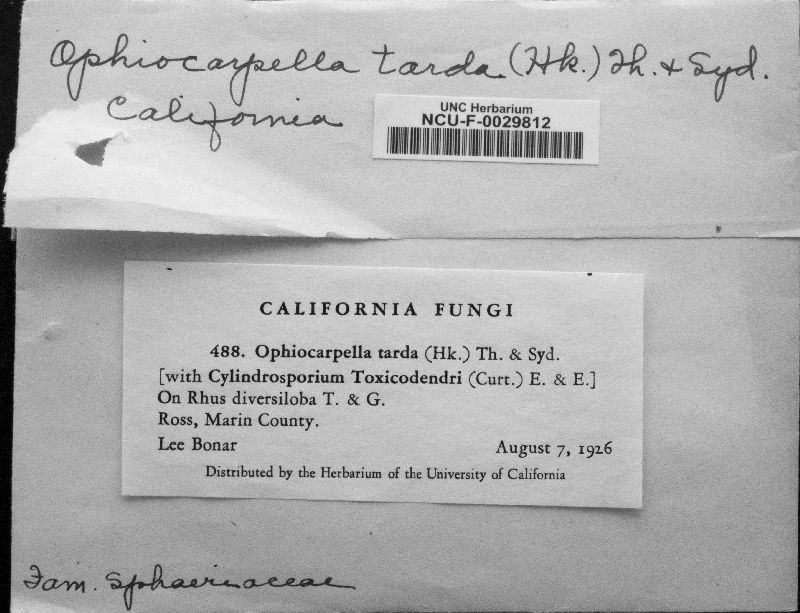 Ophiocarpella tarda (Hk.) Th. & Syd.
California
UNC Herbarium
NCU-F-0029812
CALIFORNIA FUNGI
488. Ophiocarpella tarda (Hk.) Th. & Syd.
[with Cylindrosporium Toxicodendri (Curt.) E. & E.]
On Rhus diversiloba T. & G.
Ross, Marin County.
Lee Bonar August 7, 1926
Distributed by the Herbarium of the University of California
Fam. Sphaeriaceae